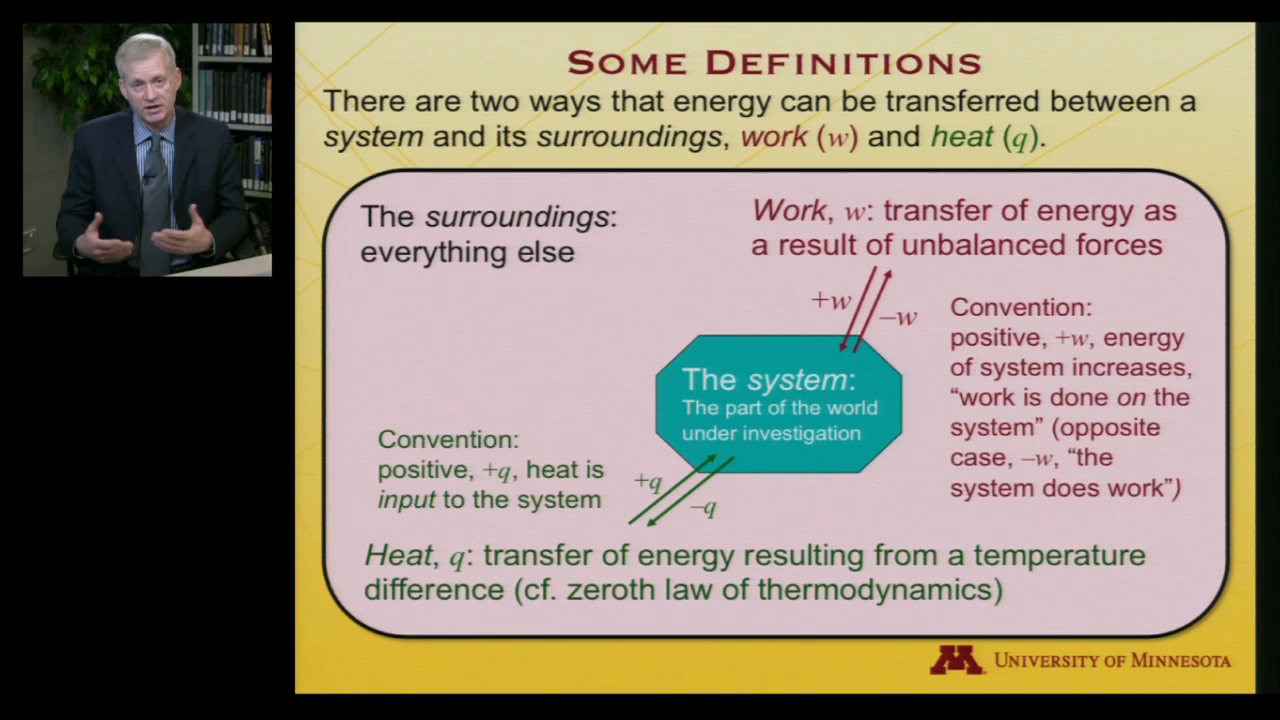 SOME DEFINITIONS
There are two ways that energy can be transferred between a
system and its surroundings, work (w) and heat (q).
The surroundings:
everything else
Work, w: transfer of energy as
a result of unbalanced forces
+w
–w
Convention:
positive, +w, energy
of system increases,
“work is done on the
system” (opposite
case, –w, “the
system does work”)
The system:
The part of the world
under investigation
Convention:
positive, +q, heat is
input to the system
+q
–q
Heat, q: transfer of energy resulting from a temperature
difference (cf. zeroth law of thermodynamics)
M UNIVERSITY OF MINNESOTA